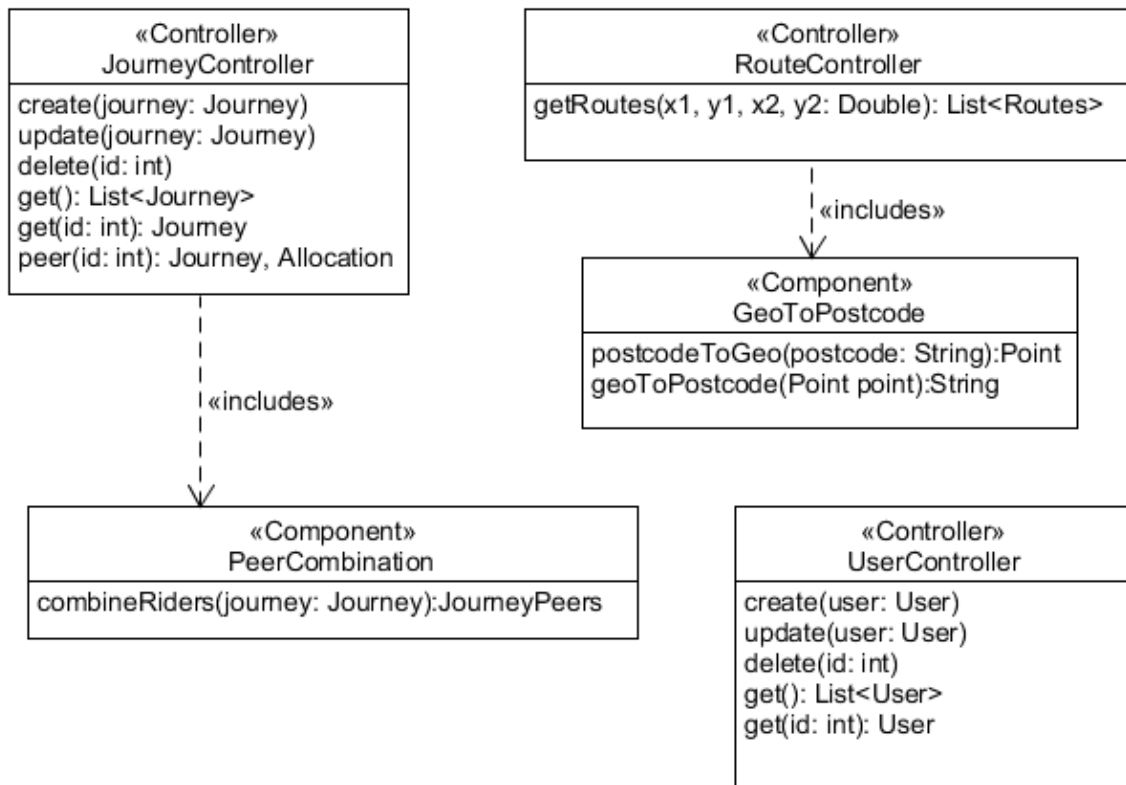 «Controller»
JourneyController
create(journey: Journey)
update(journey: Journey)
delete(id: int)
get(): List<Journey>
get(id: int): Journey
peer(id: int): Journey, Allocation
«includes»
«Component»
PeerCombination
combineRiders(journey: Journey):JourneyPeers
«Controller»
RouteController
getRoutes(x1, y1, x2, y2: Double): List<Routes>
«includes»
«Component»
GeoToPostcode
postcodeToGeo(postcode: String):Point
geoToPostcode(Point point):String
«Controller»
UserController
create(user: User)
update(user: User)
delete(id: int)
get(): List<User>
get(id: int): User